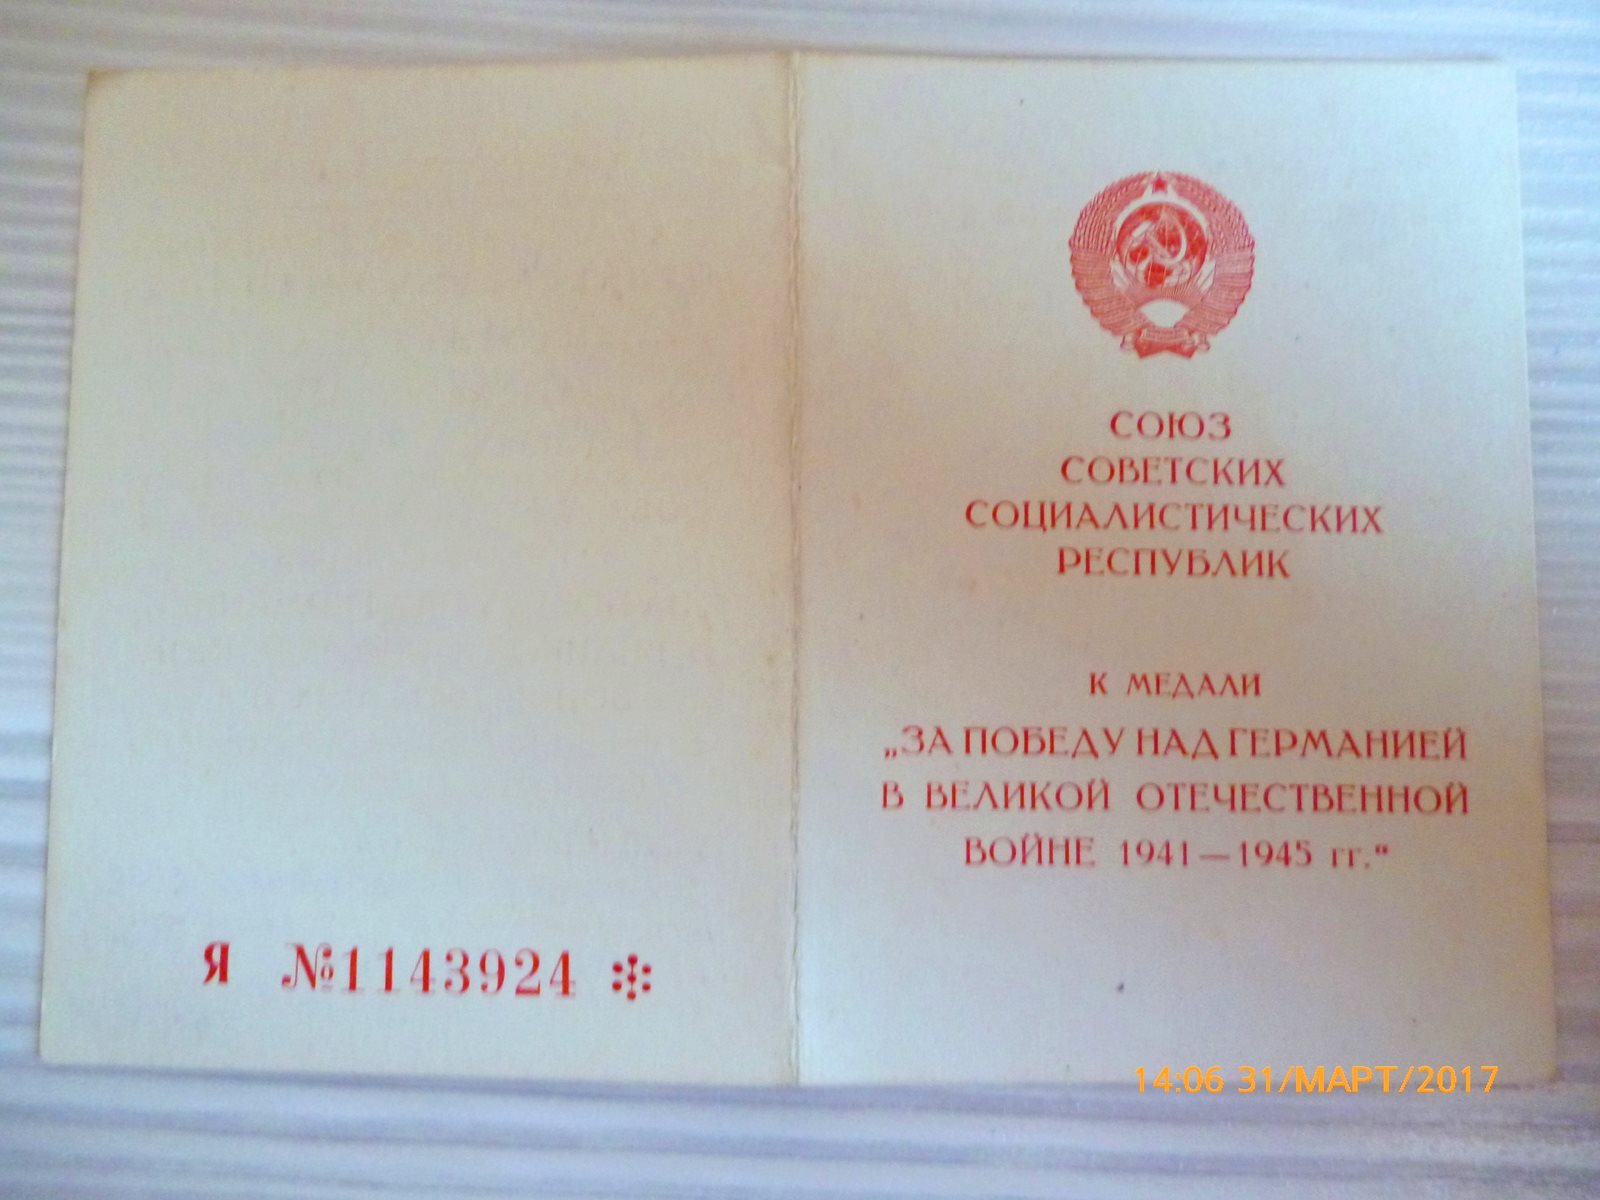 СОЮЗ
СОВЕТСКИХ
СОЦИАЛИСТИЧЕСКИХ
РЕСПУБЛИК
К МЕДАЛИ
„ЗА ПОБЕДУ НАД ГЕРМАНИЕЙ
В ВЕЛИКОЙ ОТЕЧЕСТВЕННОЙ
ВОЙНЕ 1941—1945 гг.“
Я №1143924
14:06 31/МАРТ/2017